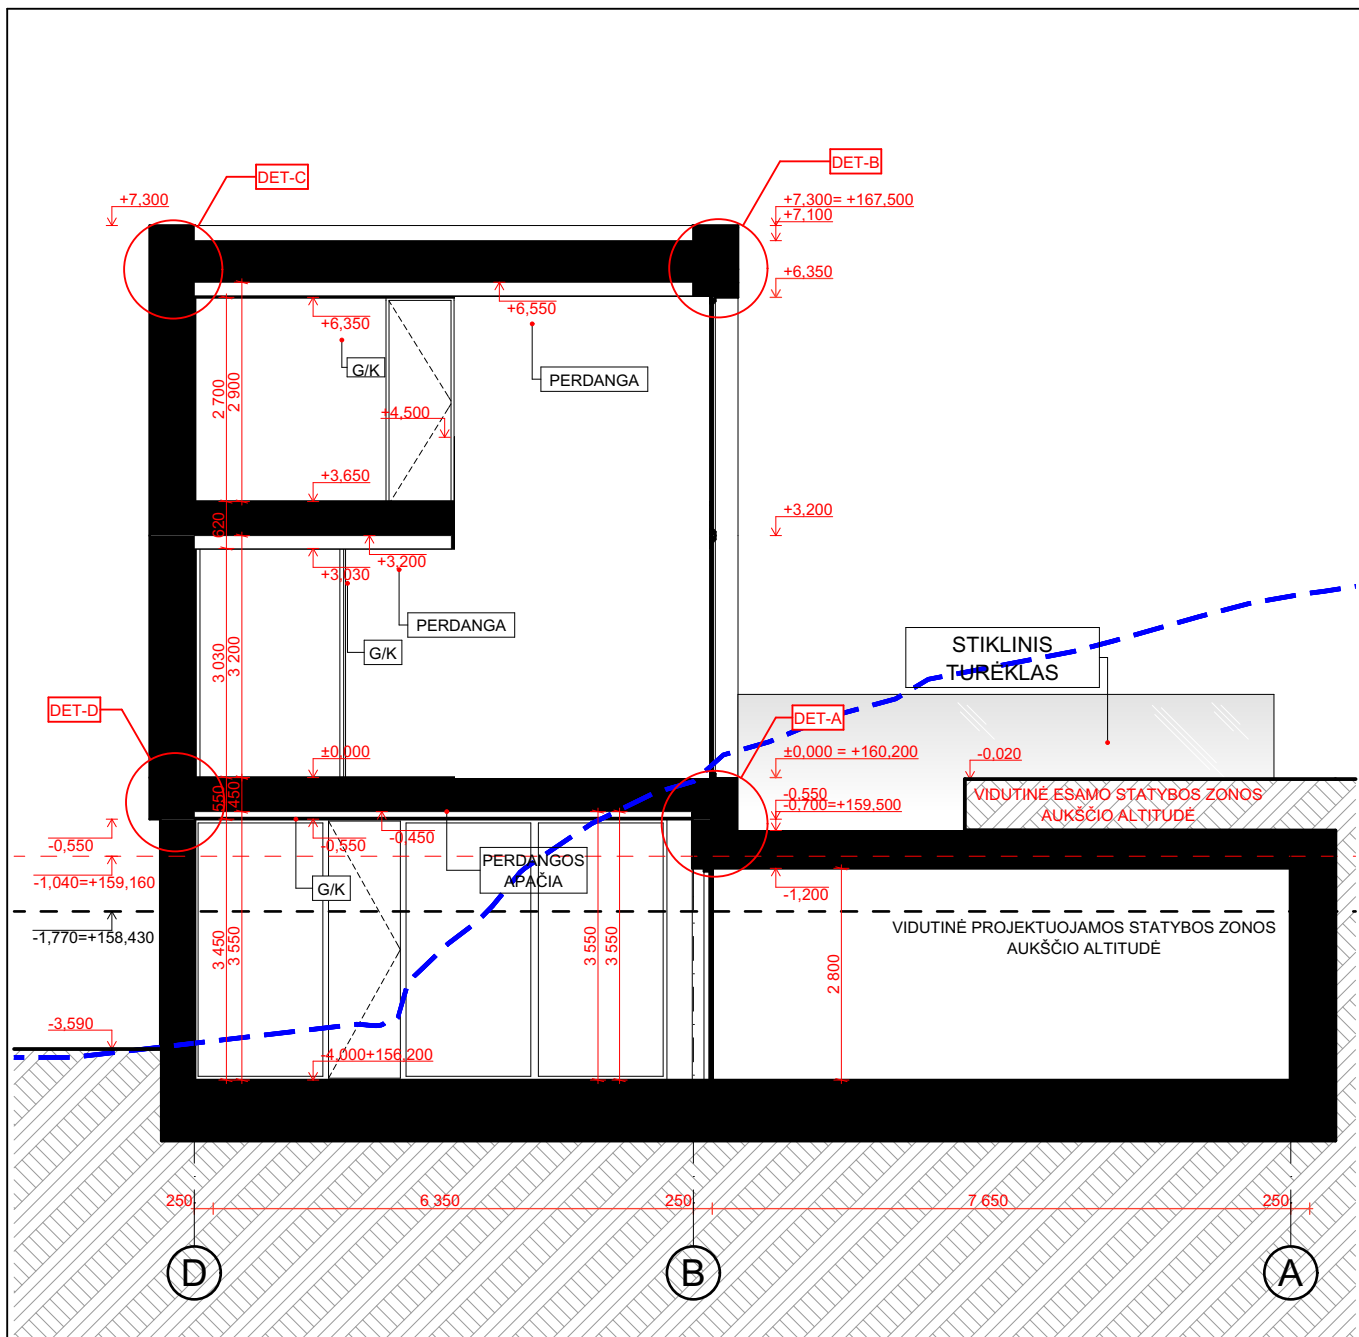 DET-C
DET-B
+7,300
+7,300= +167,500
+7,100
+6,350
+6,550
+6,350
G/K
PERDANGA
2 700
2 900
+4,500
+3,650
620
+3,200
+3,200
+3,030
PERDANGA
G/K
3 030
3 200
STIKLINIS
TURĖKLAS
DET-D
DET-A
±0,000
±0,000 = +160,200
-0,020
550
450
-0,550
-0,700=+159,500
VIDUTINĖ ESAMO STATYBOS ZONOS
AUKŠČIO ALTITUDĖ
-0,550
-0,550
-0,450
PERDANGOS
APAČIA
-1,040=+159,160
G/K
-1,200
-1,770=+158,430
VIDUTINĖ PROJEKTUOJAMOS STATYBOS ZONOS
AUKŠČIO ALTITUDĖ
3 450
3 550
3 550
3 550
2 800
-3,590
-4,000+156,200
250
6 350
250
7 650
250
D
B
A